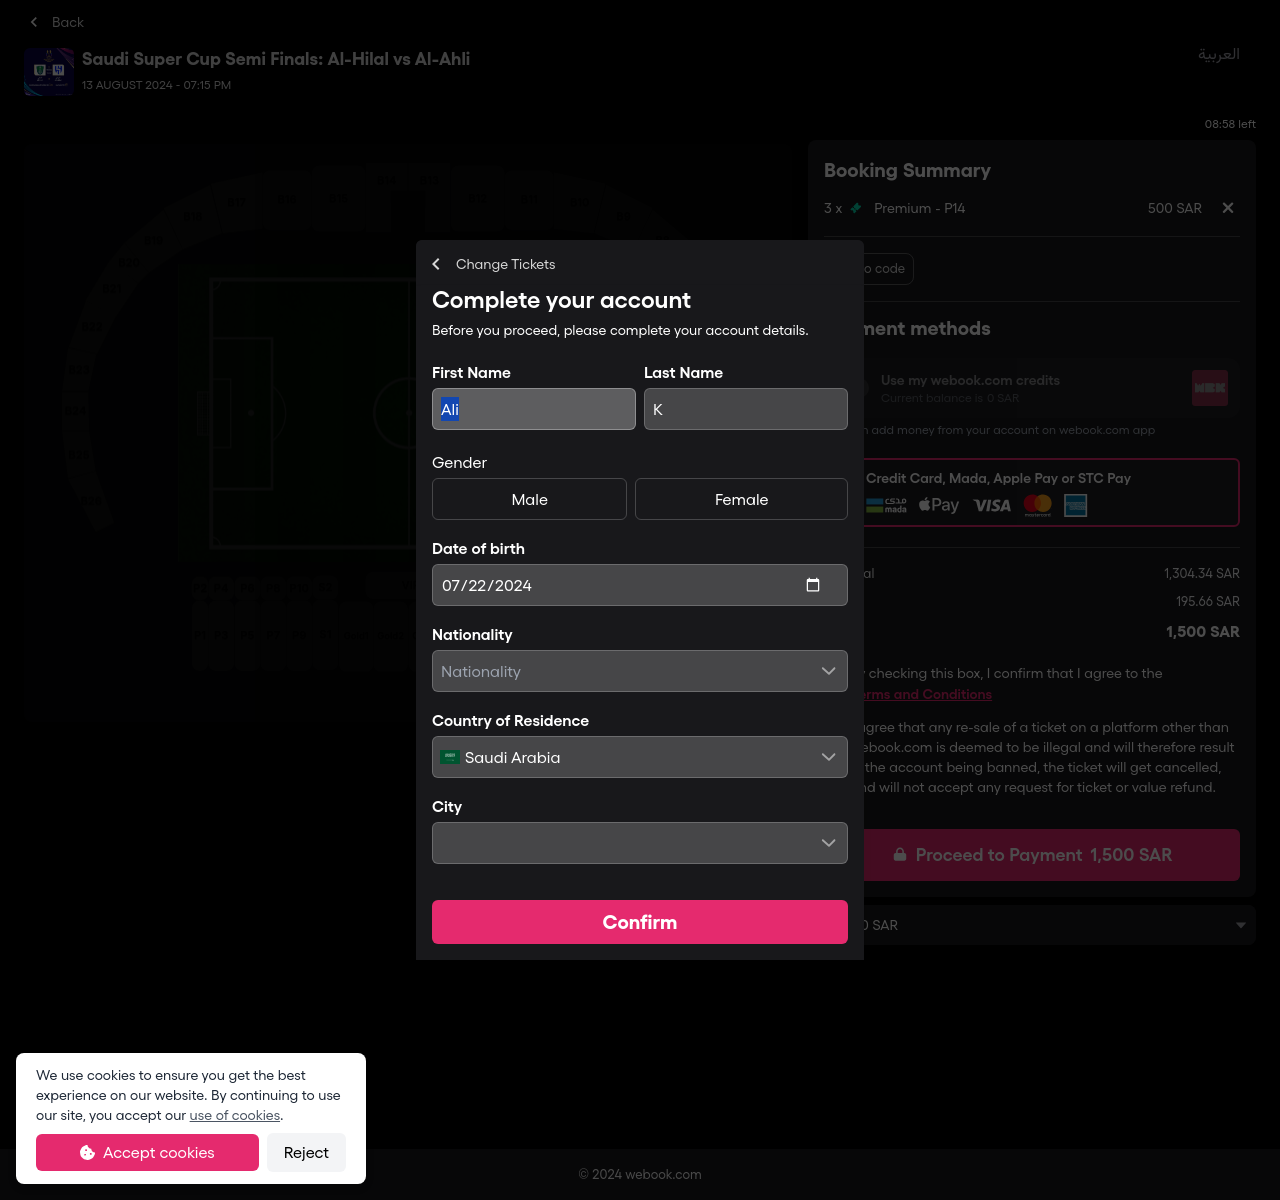 Back
Saudi Super Cup Semi Finals: Al-Hilal vs Al-Ahli
13 AUGUST 2024 - 07:15 PM
العربية
08:58 left
Booking Summary
3 x Premium - P14 500 SAR
o code
ment methods
Use my webook.com credits
Current balance is 0 SAR
WBK
add money from your account on webook.com app
Credit Card, Mada, Apple Pay or STC Pay
مدى mada Pay VISA
al 1,304.34 SAR
195.66 SAR
1,500 SAR
checking this box, I confirm that I agree to the
erms and Conditions
gree that any re-sale of a ticket on a platform other than
ebook.com is deemed to be illegal and will therefore result
the account being banned, the ticket will get cancelled,
nd will not accept any request for ticket or value refund.
Proceed to Payment 1,500 SAR
0 SAR
Change Tickets
Complete your account
Before you proceed, please complete your account details.
First Name Last Name
Ali K
Gender
Male Female
Date of birth
07/22/2024
Nationality
Nationality
Country of Residence
Saudi Arabia
City
Confirm
We use cookies to ensure you get the best
experience on our website. By continuing to use
our site, you accept our use of cookies.
Accept cookies Reject
© 2024 webook.com